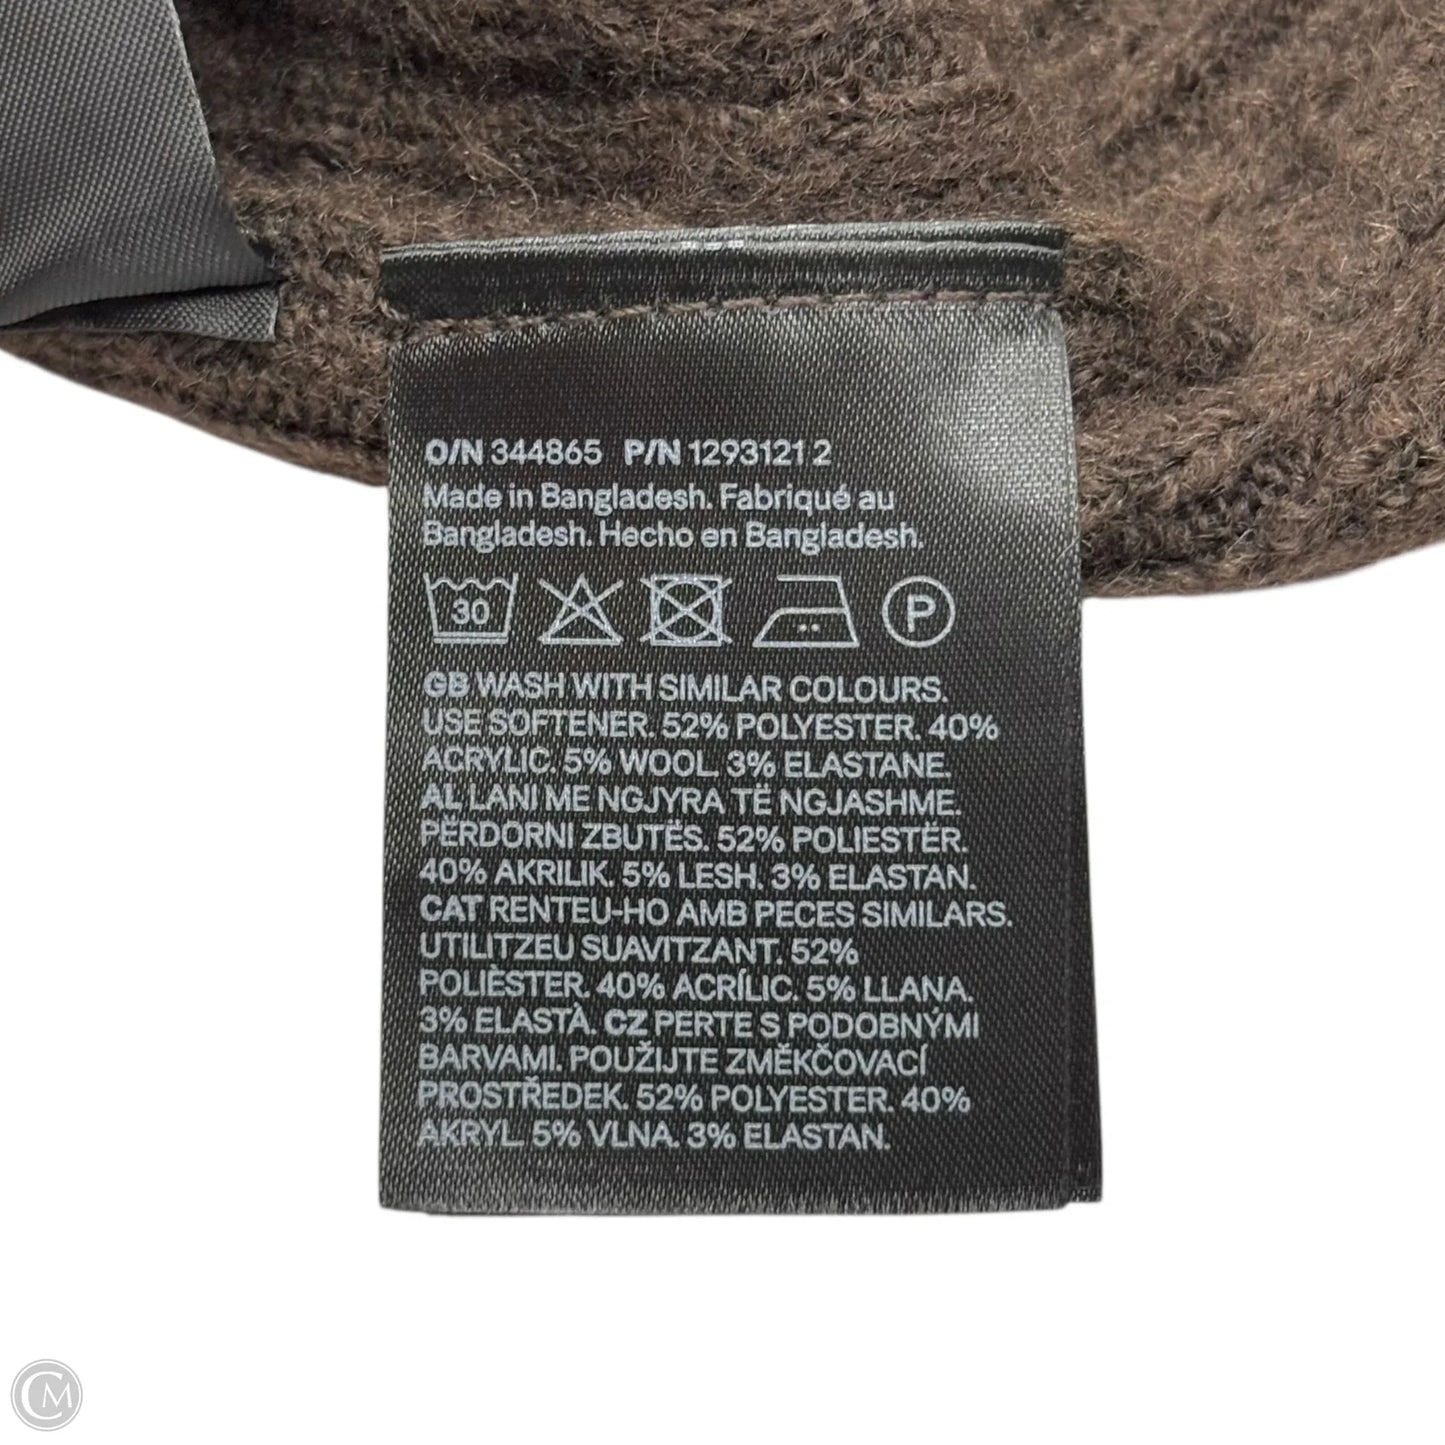 O/N 344865 P/N 1293121 2
Made in Bangladesh. Fabriqué au
Bangladesh. Hecho en Bangladesh.
30 P
GB WASH WITH SIMILAR COLOURS.
USE SOFTENER. 52% POLYESTER. 40%
ACRYLIC. 5% WOOL. 3% ELASTANE.
AL LANI ME NGJYRA TË NGJASHME.
PËRDORNI ZBUTËS. 52% POLIESTËR.
40% AKRILIK. 5% LESH. 3% ELASTAN.
CAT RENTEU-HO AMB PECES SIMILARS.
UTILITZEU SUAVITZANT. 52%
POLIÈSTER. 40% ACRÍLIC. 5% LLANA.
3% ELASTÀ. CZ PERTE S PODOBNÝMI
BARVAMI. POUŽIJTE ZMĚKČOVACÍ
PROSTŘEDEK. 52% POLYESTER. 40%
AKRYL. 5% VLNA. 3% ELASTAN.
CM